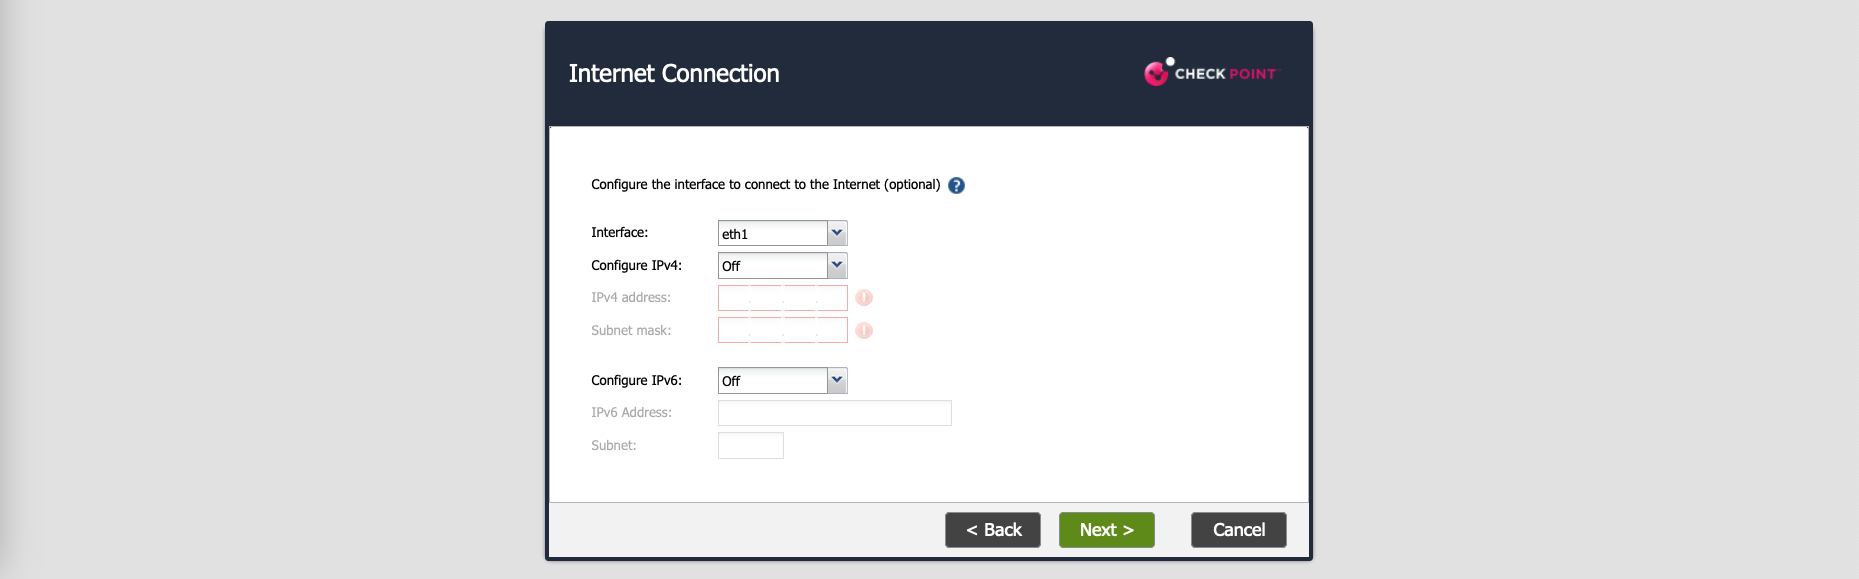 Internet Connection
CHECK POINT
Configure the interface to connect to the Internet (optional) ?
Interface: eth1
Configure IPv4: Off
IPv4 address: . . . !
Subnet mask: . . . !
Configure IPv6: Off
IPv6 Address:
Subnet:
< Back Next > Cancel